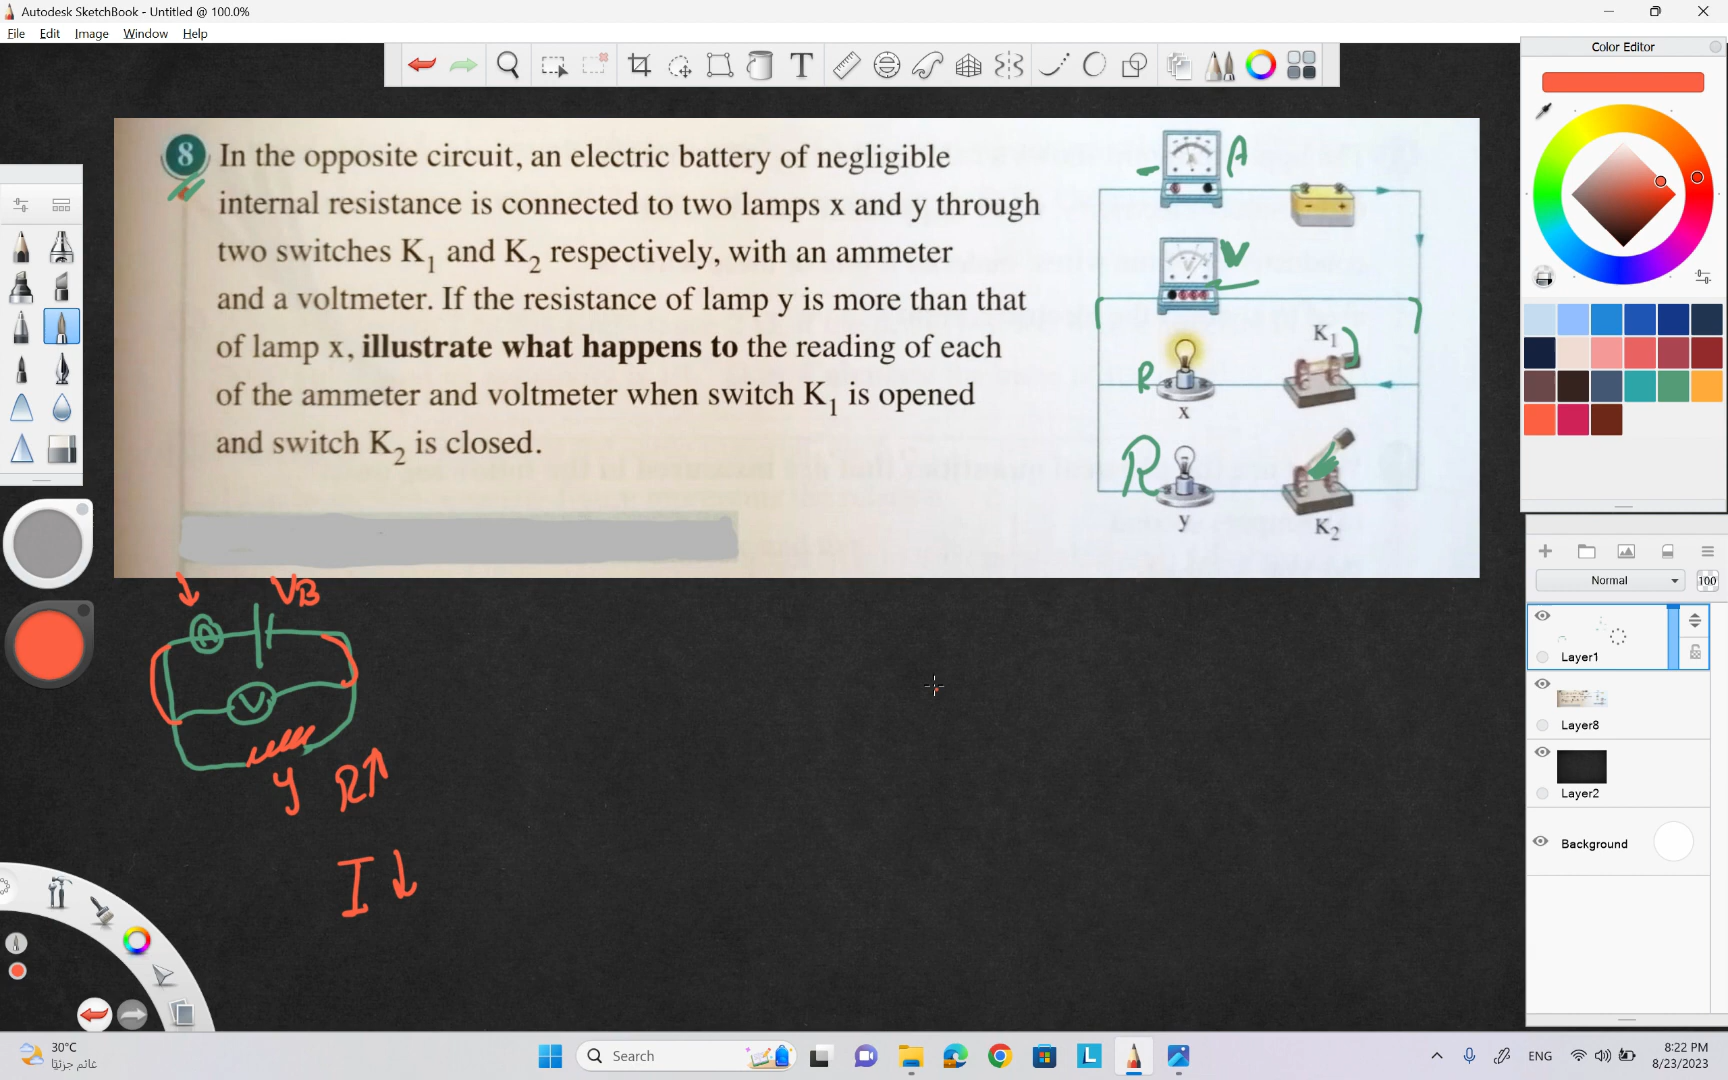 Autodesk SketchBook - Untitled @ 100.0%
File Edit Image Window Help
T
Color Editor
8 In the opposite circuit, an electric battery of negligible
internal resistance is connected to two lamps x and y through
two switches K1 and K2 respectively, with an ammeter
and a voltmeter. If the resistance of lamp y is more than that
of lamp x, illustrate what happens to the reading of each
of the ammeter and voltmeter when switch K1 is opened
and switch K2 is closed.
A
A
- +
V
V
K1
R
x
R
y
K2
VB
A
V
y R↑
I↓
Normal 100
Layer1
Layer8
Layer2
Background
30°C
غائم جزئيًا
Search
L
ENG
8:22 PM
8/23/2023